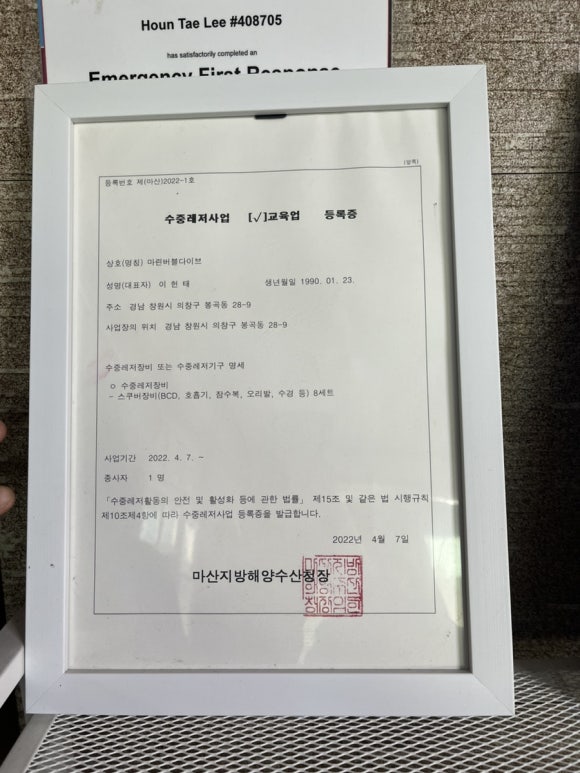 Houn Tae Lee #408705
has satisfactorily completed an
Emergency First Response
(앞쪽)
등록번호 제(마산)2022-1호
수중레저사업 [√]교육업 등록증
상호(명칭) 마린버블다이브
성명(대표자) 이 헌 태 생년월일 1990. 01. 23.
주소 경남 창원시 의창구 봉곡동 28-9
사업장의 위치 경남 창원시 의창구 봉곡동 28-9
수중레저장비 또는 수중레저기구 명세
ㅇ 수중레저장비
- 스쿠버장비(BCD, 호흡기, 잠수복, 오리발, 수경 등) 8세트
사업기간 2022. 4. 7. ~
종사자 1 명
「수중레저활동의 안전 및 활성화 등에 관한 법률」 제15조 및 같은 법 시행규칙
제10조제4항에 따라 수중레저사업 등록증을 발급합니다.
2022년 4월 7일
마산지방해양수산청장